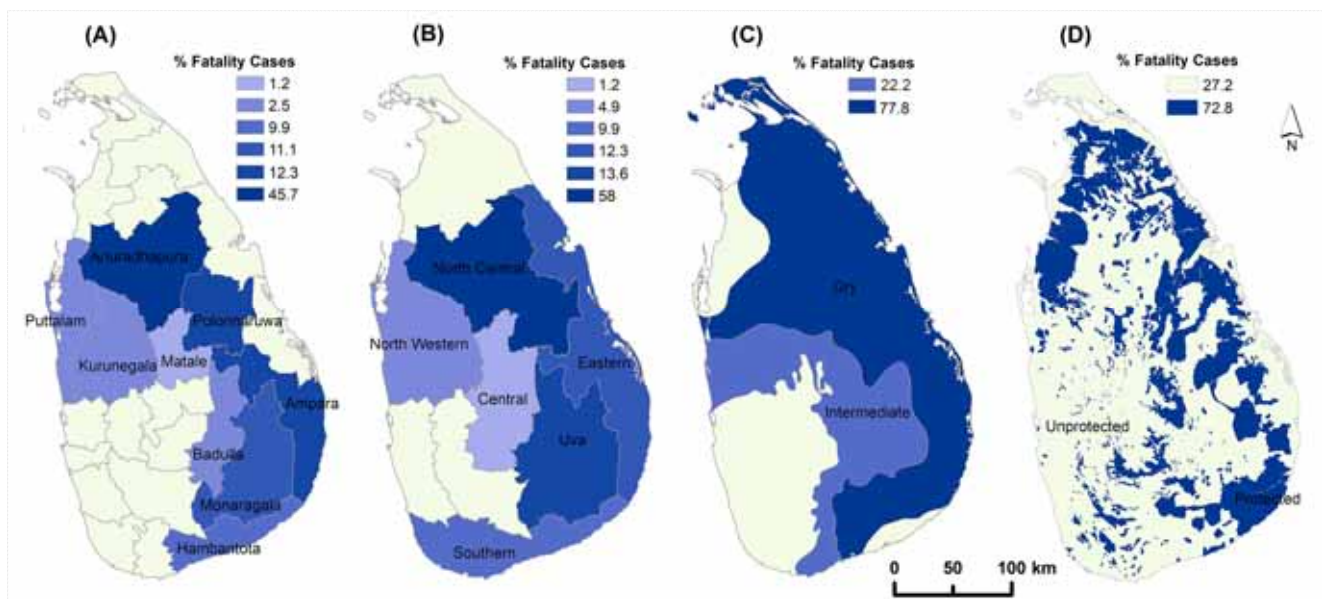 (A)
% Fatality Cases
1.2
2.5
9.9
11.1
12.3
45.7
Anuradhapura
Puttalam
Polonnaruwa
Kurunegala
Matale
Ampara
Badulla
Monaragala
Hambantota
(B)
% Fatality Cases
1.2
4.9
9.9
12.3
13.6
58
North Central
North Western
Eastern
Central
Uva
Southern
(C)
% Fatality Cases
22.2
77.8
Dry
Intermediate
0 50 100 km
(D)
% Fatality Cases
27.2
72.8
N
Unprotected
Protected